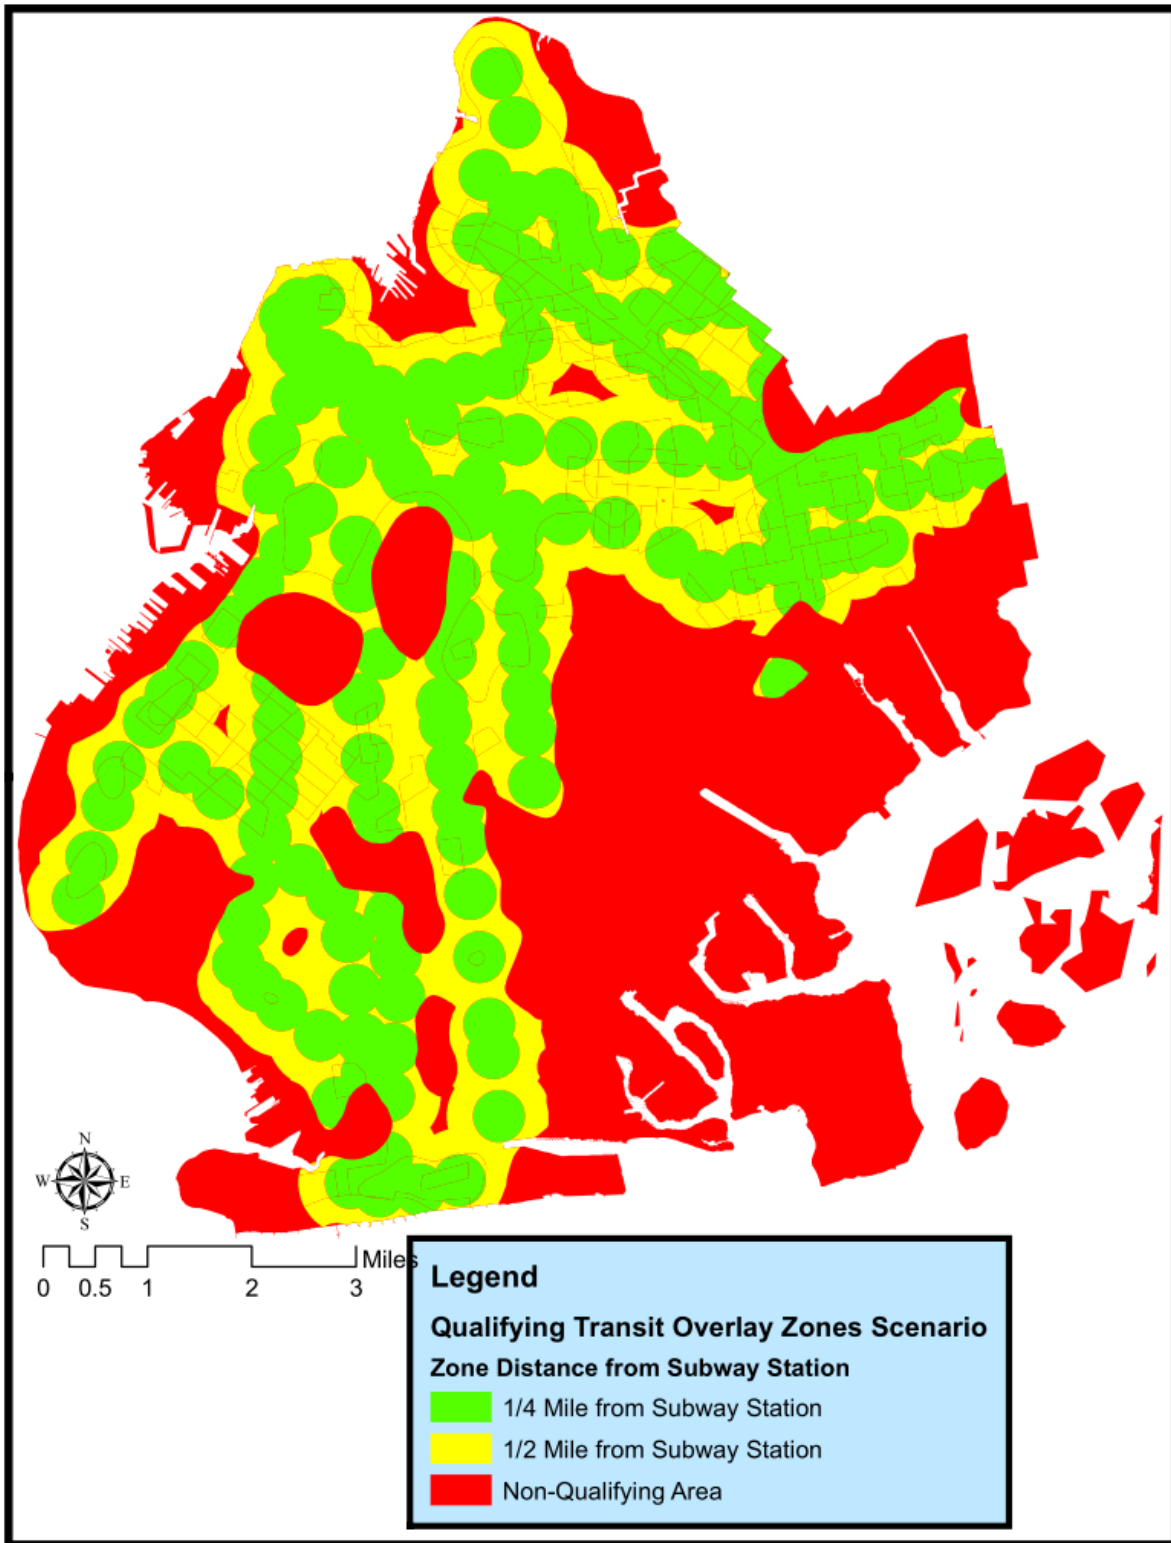 N
W E
S
Miles
0 0.5 1 2 3
Legend
Qualifying Transit Overlay Zones Scenario
Zone Distance from Subway Station
1/4 Mile from Subway Station
1/2 Mile from Subway Station
Non-Qualifying Area